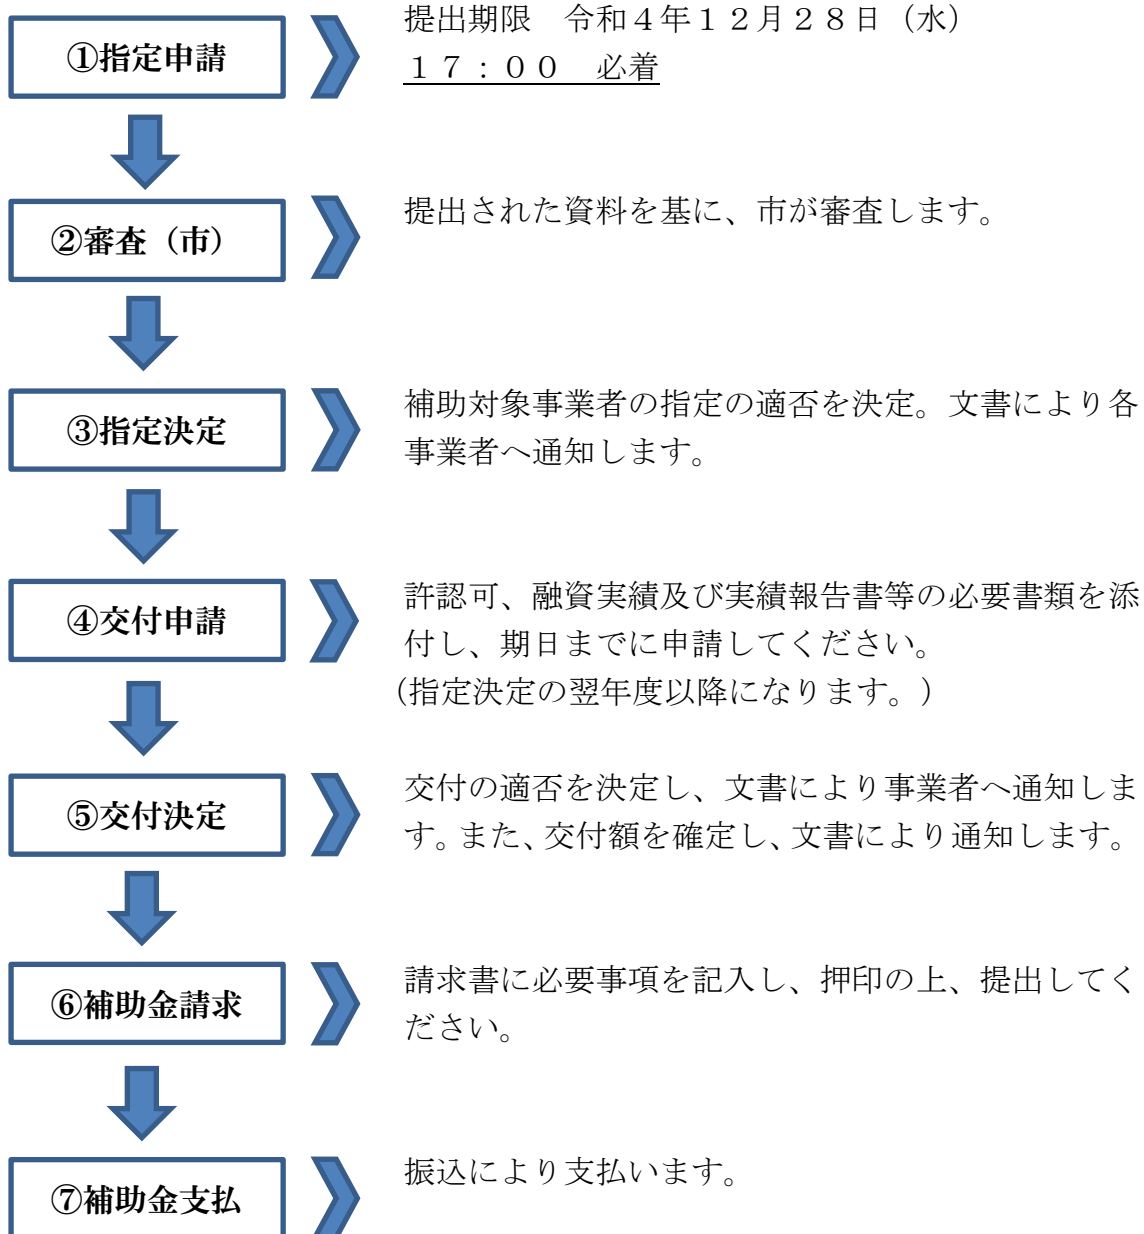 ①指定申請
提出期限　令和４年１２月２８日（水）
１７：００　必着
②審査（市）
提出された資料を基に、市が審査します。
③指定決定
補助対象事業者の指定の適否を決定。文書により各
事業者へ通知します。
④交付申請
許認可、融資実績及び実績報告書等の必要書類を添
付し、期日までに申請してください。
（指定決定の翌年度以降になります。）
⑤交付決定
交付の適否を決定し、文書により事業者へ通知しま
す。また、交付額を確定し、文書により通知します。
⑥補助金請求
請求書に必要事項を記入し、押印の上、提出してく
ださい。
⑦補助金支払
振込により支払います。